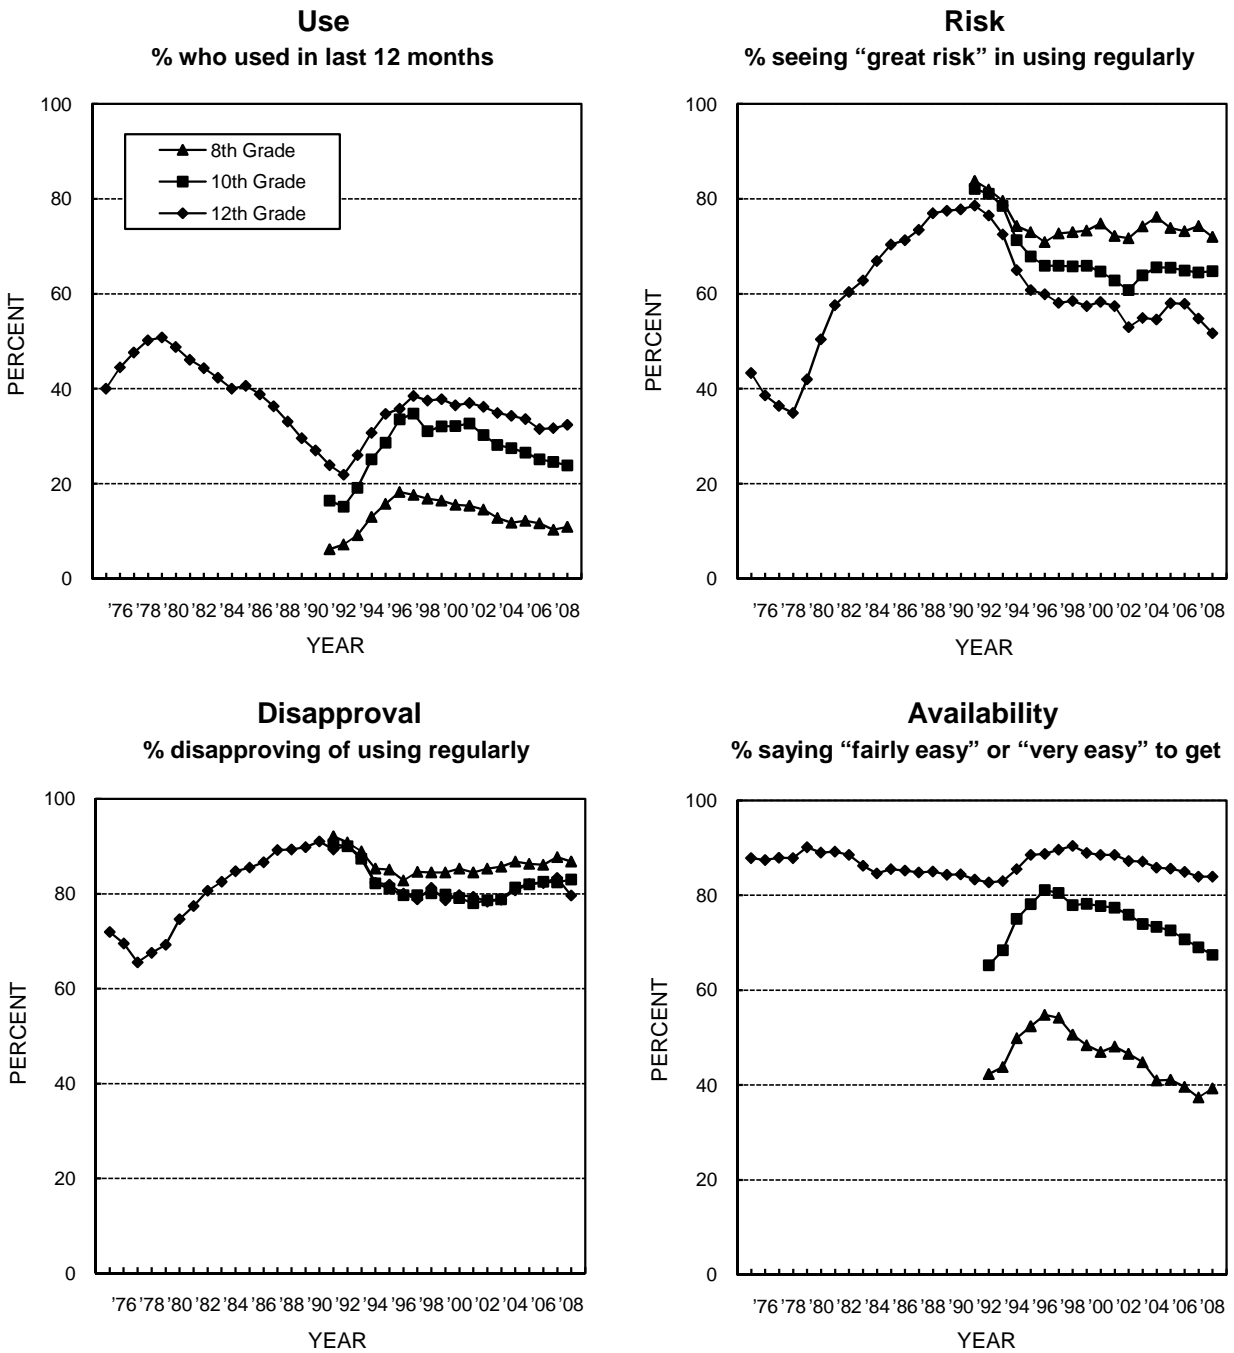 Use
% who used in last 12 months
100
80
60
40
20
0
PERCENT
8th Grade
10th Grade
12th Grade
’76 ’78 ’80 ’82 ’84 ’86 ’88 ’90 ’92 ’94 ’96 ’98 ’00 ’02 ’04 ’06 ’08
YEAR
Risk
% seeing “great risk” in using regularly
100
80
60
40
20
0
PERCENT
’76 ’78 ’80 ’82 ’84 ’86 ’88 ’90 ’92 ’94 ’96 ’98 ’00 ’02 ’04 ’06 ’08
YEAR
Disapproval
% disapproving of using regularly
100
80
60
40
20
0
PERCENT
’76 ’78 ’80 ’82 ’84 ’86 ’88 ’90 ’92 ’94 ’96 ’98 ’00 ’02 ’04 ’06 ’08
YEAR
Availability
% saying “fairly easy” or “very easy” to get
100
80
60
40
20
0
PERCENT
’76 ’78 ’80 ’82 ’84 ’86 ’88 ’90 ’92 ’94 ’96 ’98 ’00 ’02 ’04 ’06 ’08
YEAR